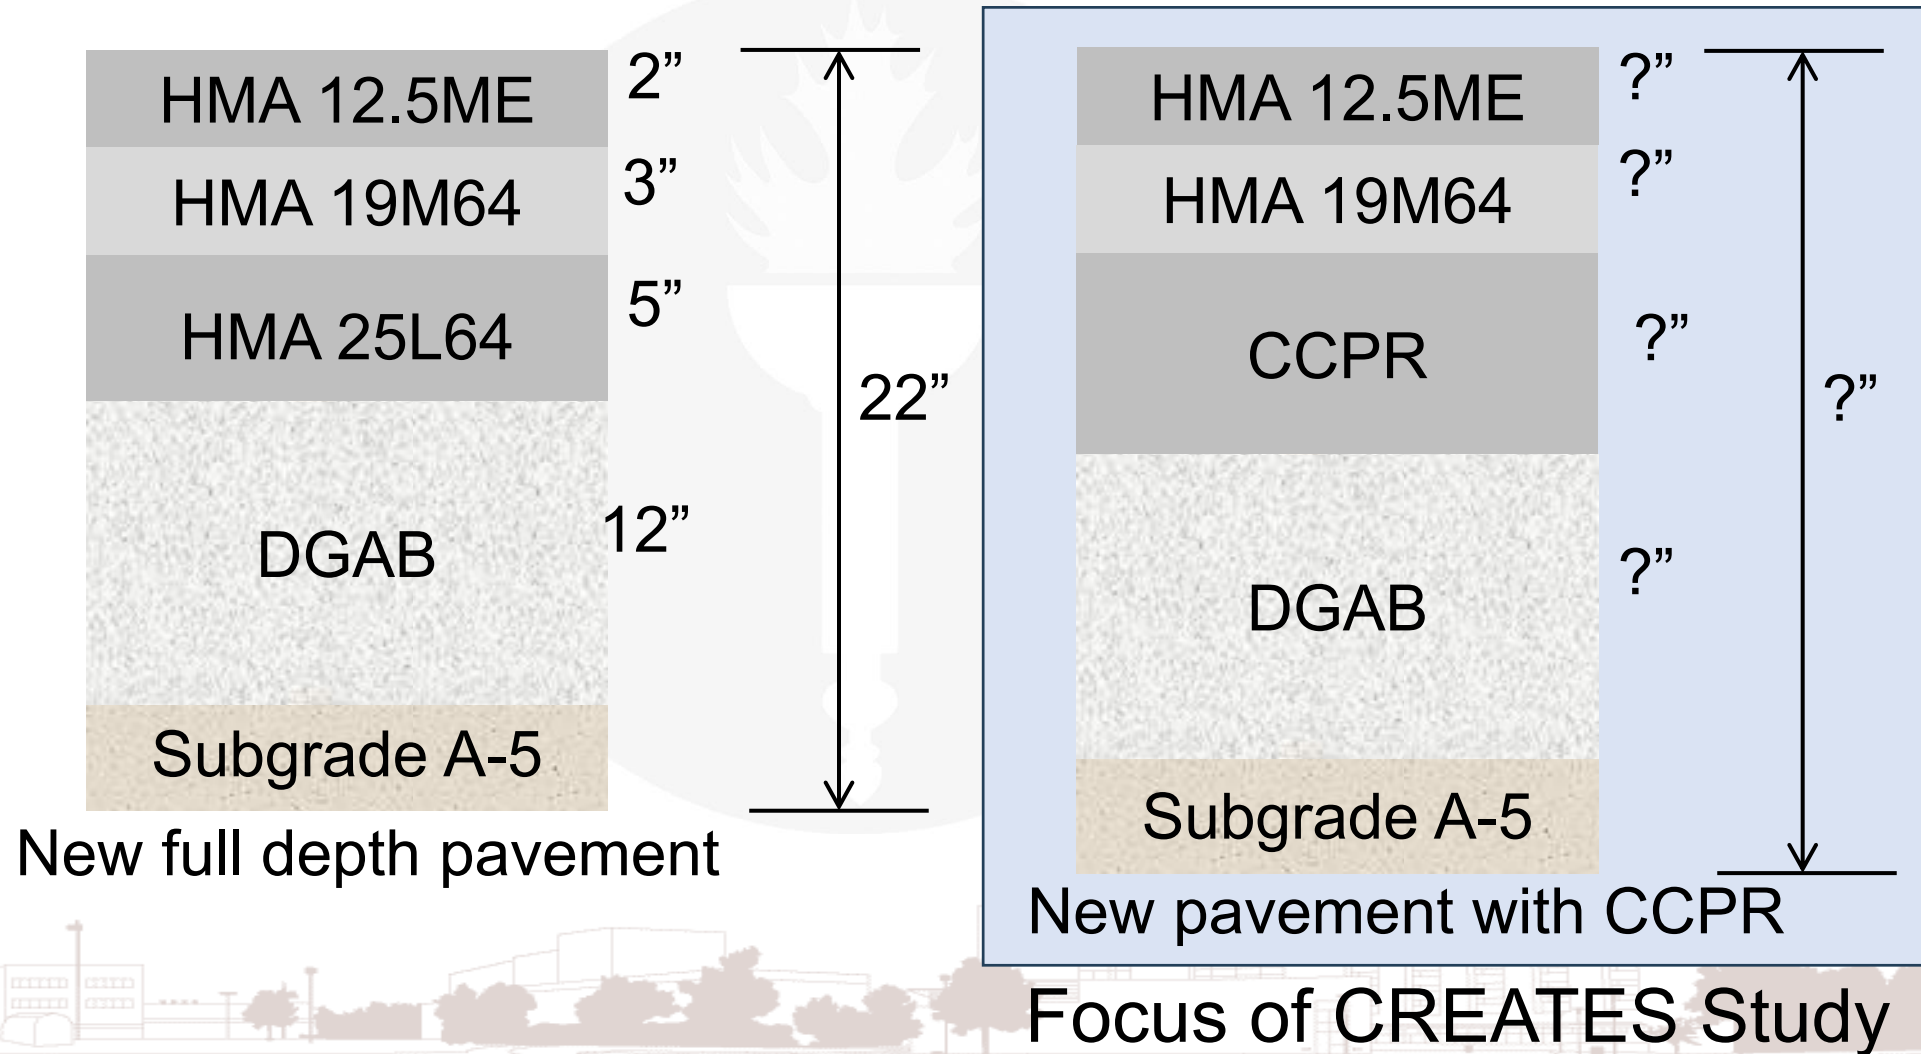 HMA 12.5ME
2”
HMA 19M64
3”
HMA 25L64
5”
DGAB
12”
22”
Subgrade A-5
New full depth pavement
HMA 12.5ME
?”
HMA 19M64
?”
CCPR
?”
DGAB
?”
?”
Subgrade A-5
New pavement with CCPR
Focus of CREATES Study